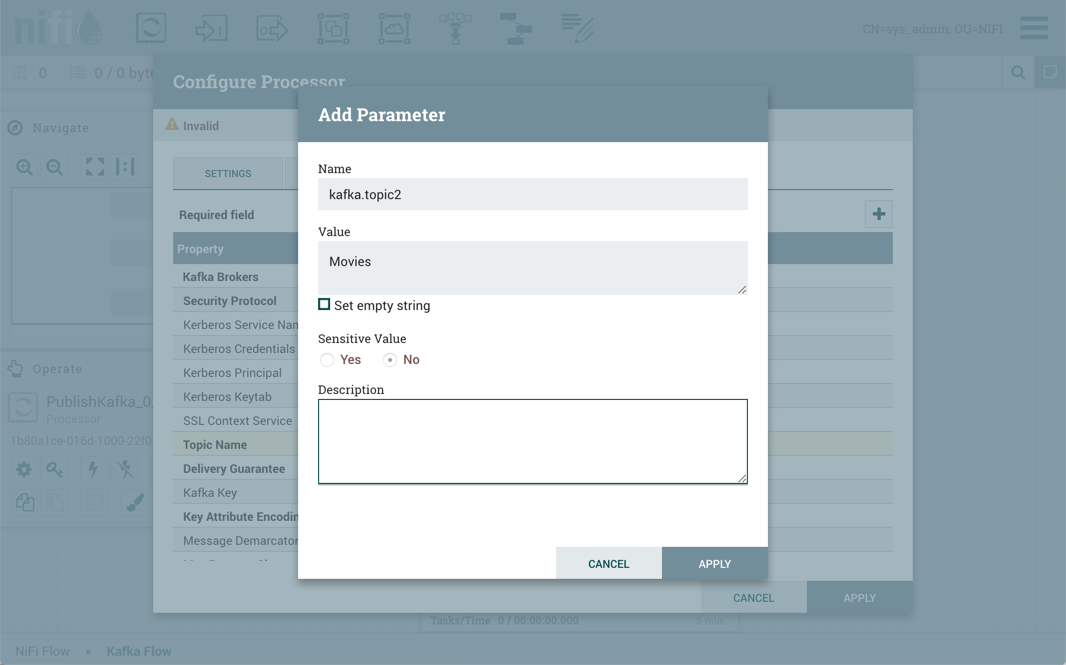 nifi
CN=sys_admin, OU=NIFI
0 0 / 0 byte
Configure Processor
Add Parameter
Navigate
Invalid
SETTINGS
Name
kafka.topic2
Required field
Value
Property
Movies
Kafka Brokers
Security Protocol
Set empty string
Kerberos Service Nan
Sensitive Value
Kerberos Credentials
Yes No
Operate
Kerberos Principal
Description
Kerberos Keytab
PublishKafka_0_
Processor
SSL Context Service
1b80a1ce-016d-1000-22f0
Topic Name
Delivery Guarantee
Kafka Key
Key Attribute Encodin
Message Demarcator
CANCEL APPLY
CANCEL APPLY
Tasks/Time 0 / 00:00:00.000 5 min
NiFi Flow » Kafka Flow